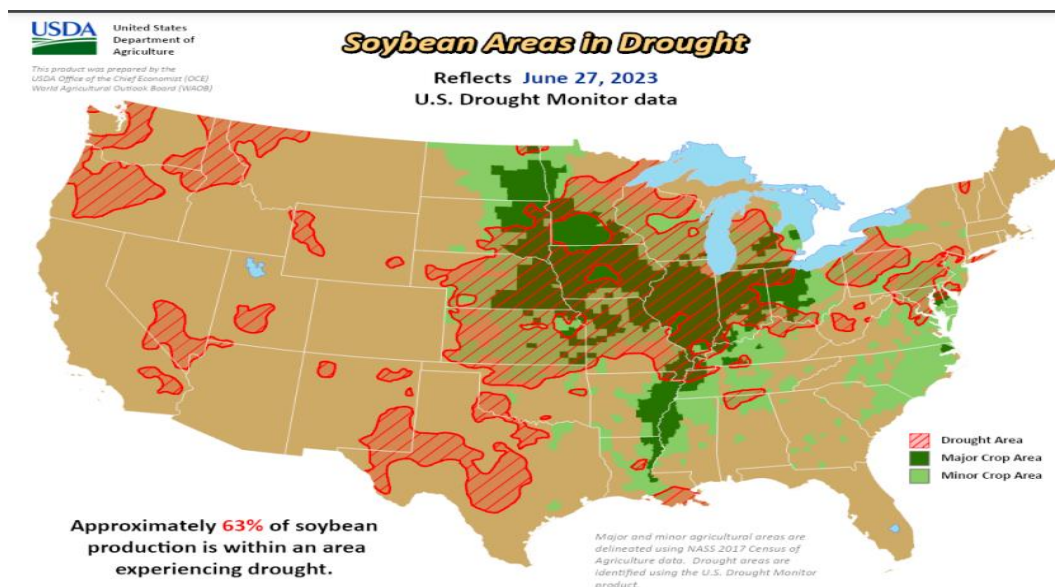 USDA
United States
Department of
Agriculture
This product was prepared by the
USDA Office of the Chief Economist (OCE)
World Agricultural Outlook Board (WAOB)
Soybean Areas in Drought
Reflects June 27, 2023
U.S. Drought Monitor data
Drought Area
Major Crop Area
Minor Crop Area
Approximately 63% of soybean
production is within an area
experiencing drought.
Major and minor agricultural areas are
delineated using NASS 2017 Census of
Agriculture data. Drought areas are
identified using the U.S. Drought Monitor
product.